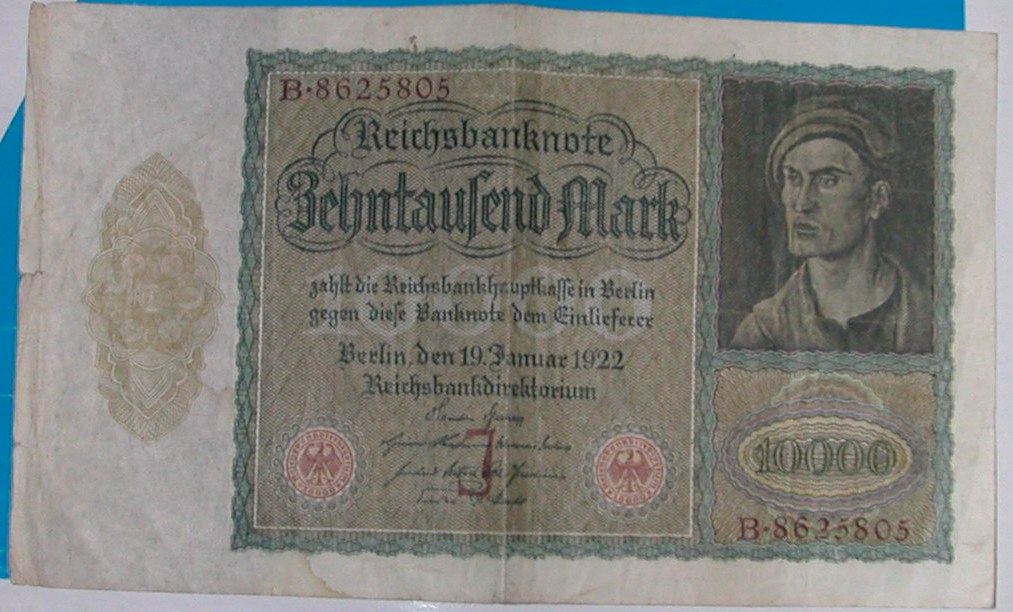 B·8625805
Reichsbanknote
Zehntausend Mark
10000
zahlt die Reichsbankhauptkasse in Berlin
gegen diese Banknote dem Einlieferer
Berlin, den 19. Januar 1922
Reichsbankdirektorium
J
10000
B·8625805